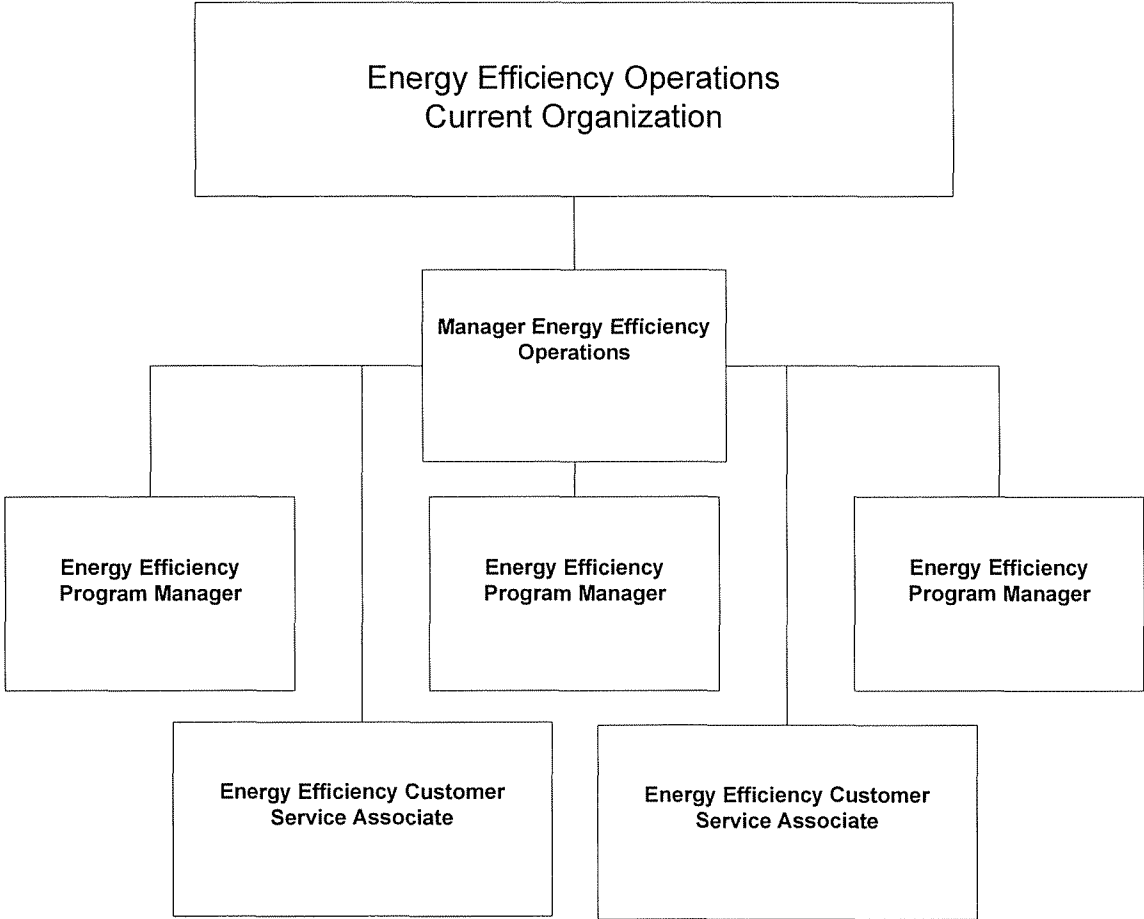 Energy Efficiency Operations
Current Organization
Manager Energy Efficiency
Operations
Energy Efficiency
Program Manager
Energy Efficiency
Program Manager
Energy Efficiency
Program Manager
Energy Efficiency Customer
Service Associate
Energy Efficiency Customer
Service Associate